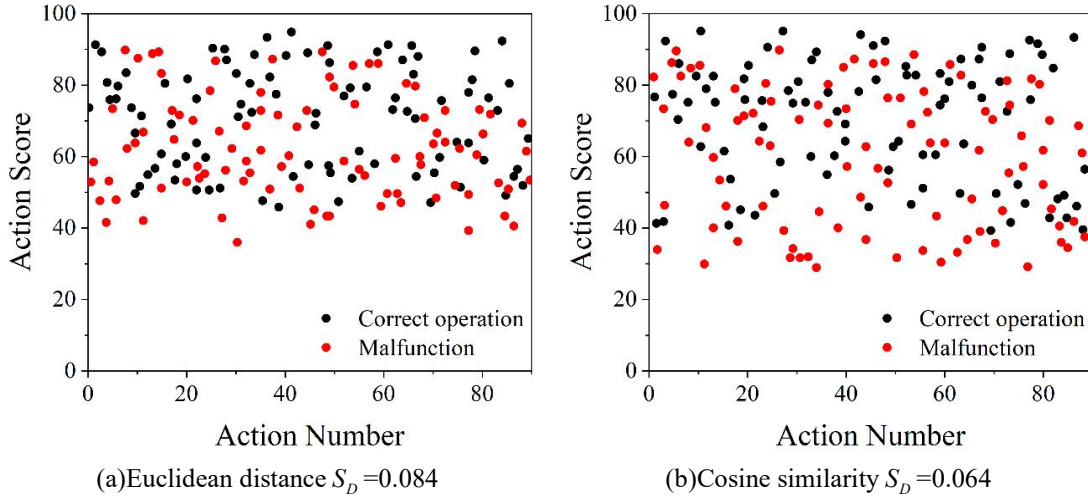 100
80
60
40
20
0
Action Score
0 20 40 60 80
Action Number
Correct operation
Malfunction
(a)Euclidean distance S_D =0.084
100
80
60
40
20
0
Action Score
0 20 40 60 80
Action Number
Correct operation
Malfunction
(b)Cosine similarity S_D =0.064